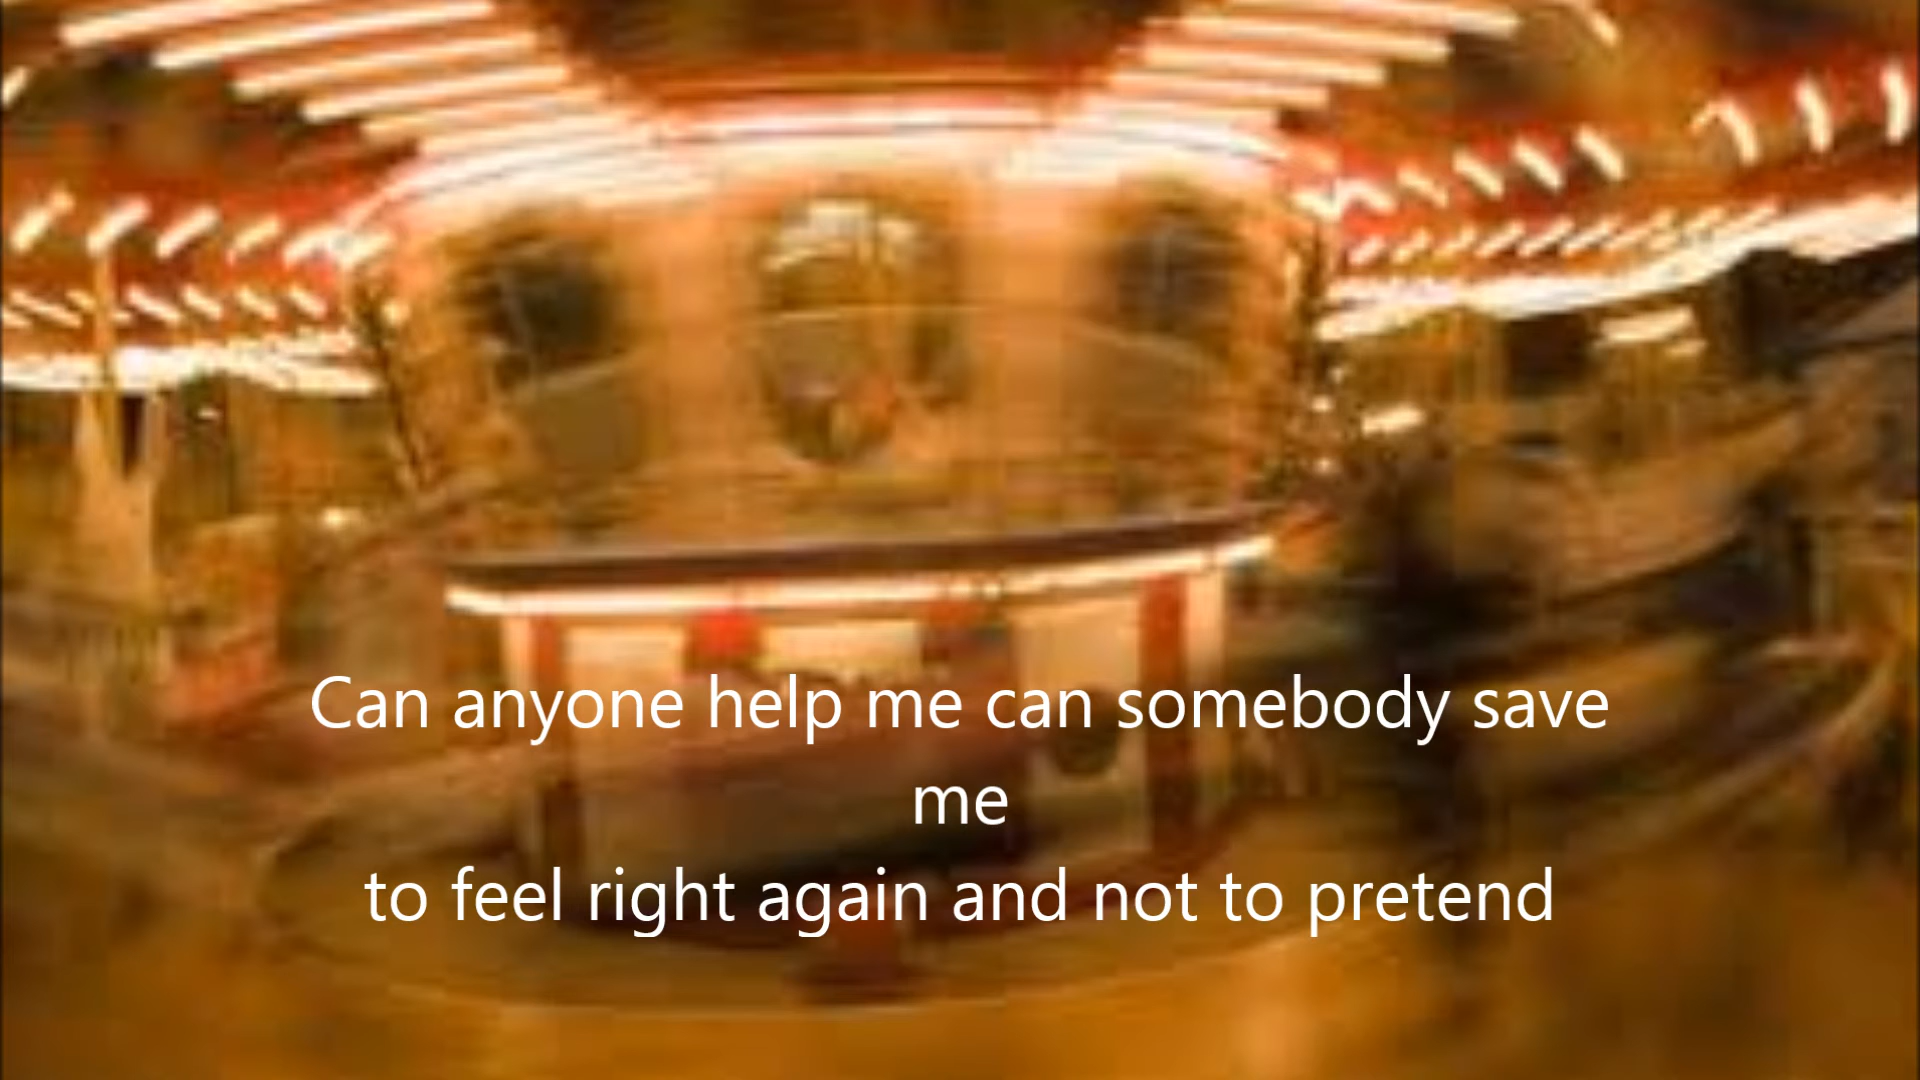 Can anyone help me can somebody save
me
to feel right again and not to pretend